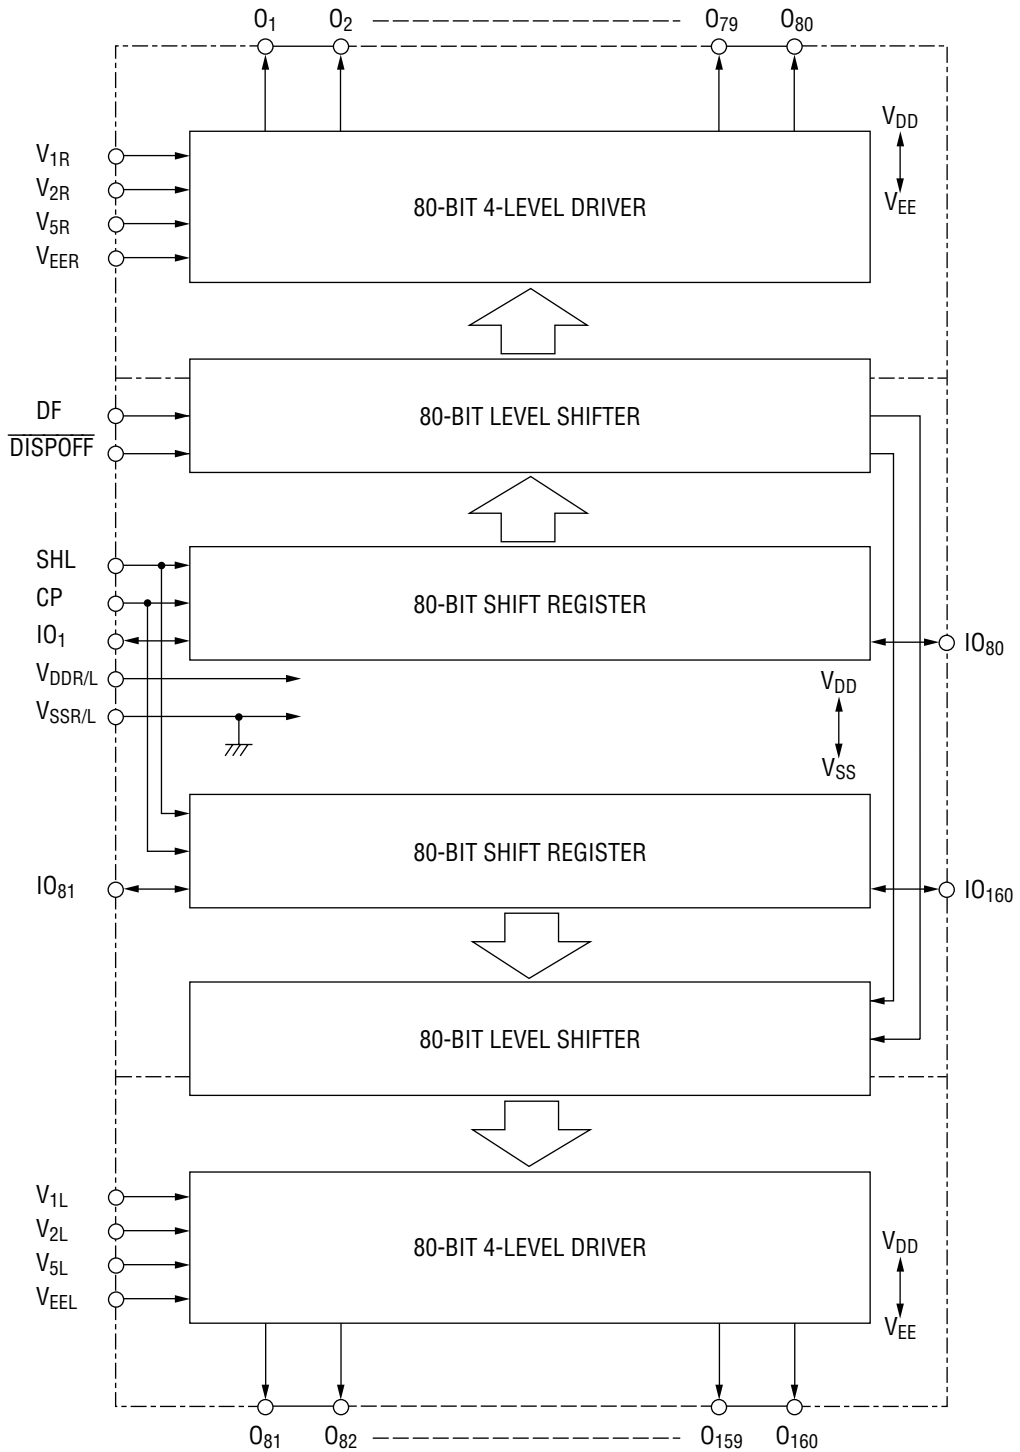 O1 O2 O79 O80
VDD
V1R
V2R
80-BIT 4-LEVEL DRIVER
VEE
V5R
VEER
DF
80-BIT LEVEL SHIFTER
DISPOFF
SHL
CP
80-BIT SHIFT REGISTER
IO1
IO80
VDDR/L
VDD
VSSR/L
VSS
80-BIT SHIFT REGISTER
IO81
IO160
80-BIT LEVEL SHIFTER
V1L
V2L
80-BIT 4-LEVEL DRIVER
VDD
V5L
VEEL
VEE
O81 O82 O159 O160